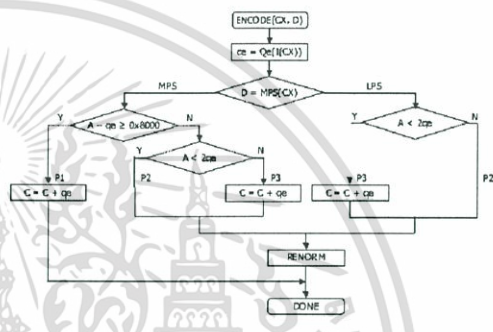 ENCODE(CX, D)
qe = Qe(I(CX))
MPS
D = MPS(CX)
LPS
Y
A - qe ≥ 0x8000
N
Y
A < 2qe
N
Y
A < 2qe
N
P1
P2
P3
P3
P2
C = C + qe
C = C + qe
C = C + qe
RENORM
DONE